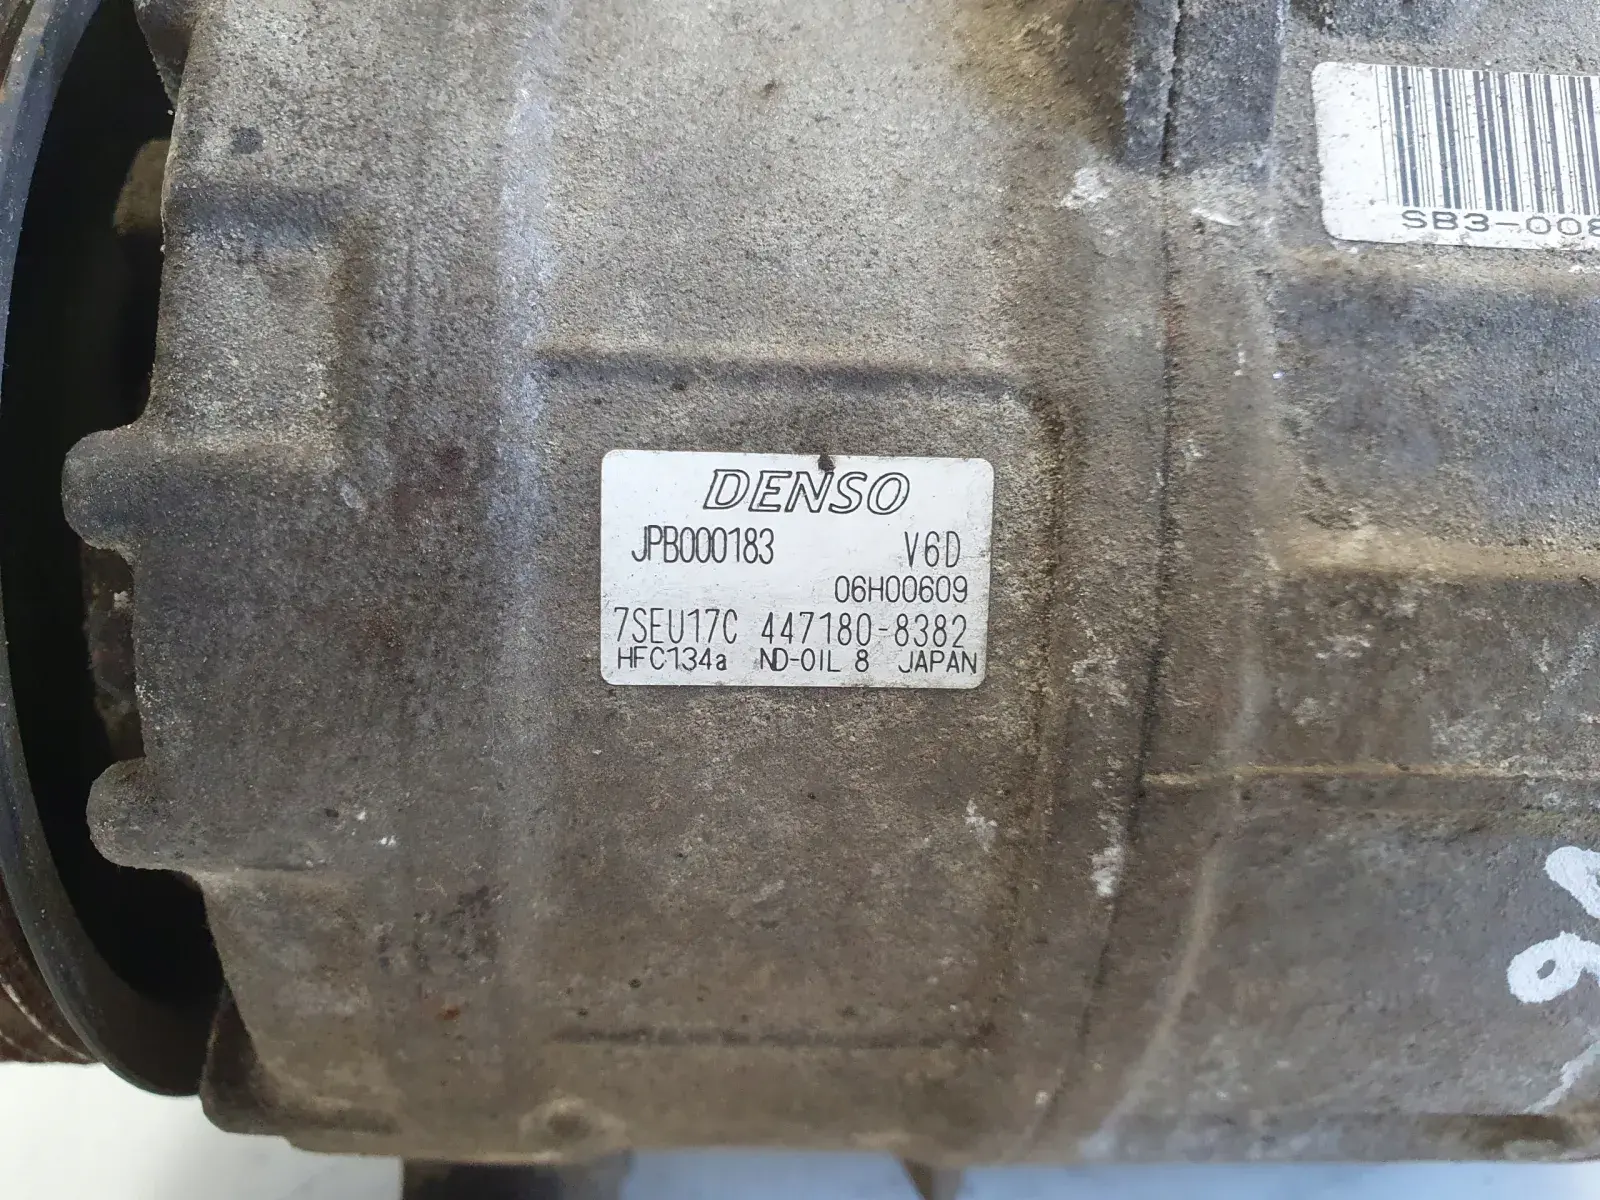 SB3-008
DENSO
JPB000183 V6D
06H00609
7SEU17C 447180-8382
HFC134a ND-OIL 8 JAPAN